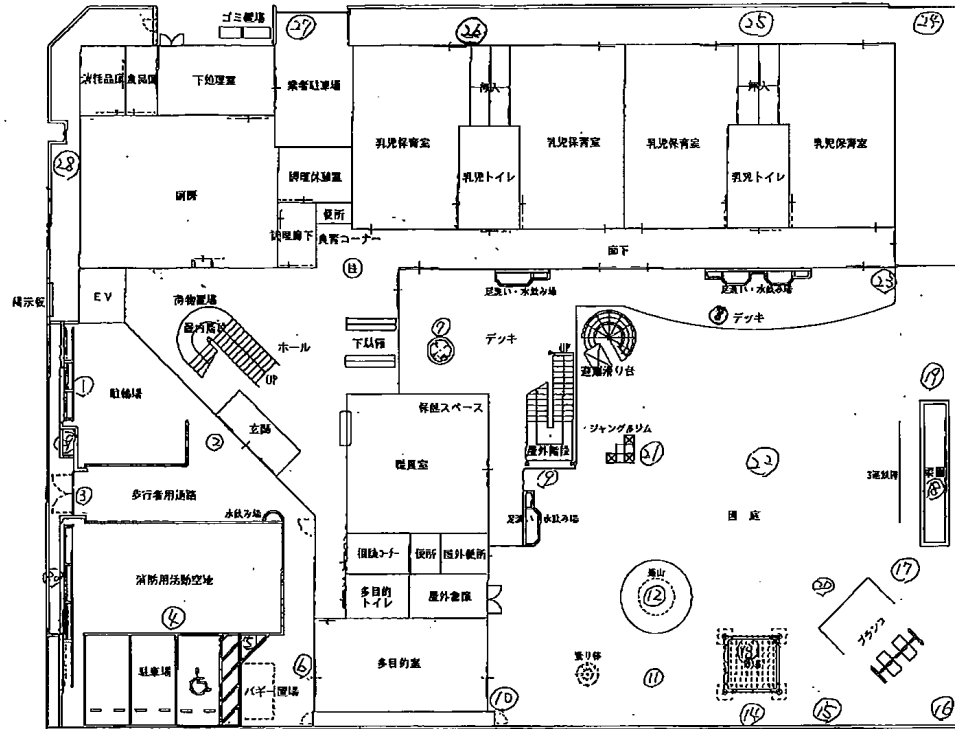 ゴミ置場
㉗
㉖
㉕
㉔
消耗品庫
食品庫
下処理室
業者駐車場
押入
押入
乳児保育室
乳児保育室
乳児保育室
乳児保育室
乳児トイレ
乳児トイレ
㉘
厨房
調理休憩室
便所
調理廊下
食育コーナー
廊下
掲示板
EV
荷物置場
足洗い・水飲み場
足洗い・水飲み場
㉓
屋内階段
ホール
下足箱
⑦
デッキ
⑧
デッキ
UP
UP
避難滑り台
①
駐輪場
②
玄関
保健スペース
職員室
ジャングルジム
屋外階段
㉑
㉒
⑲
3連鉄棒
菜園
⑱
園庭
③
歩行者用通路
水飲み場
⑨
足洗い・水飲み場
相談コーナー
便所
屋外便所
消防用活動空地
多目的
トイレ
屋外倉庫
築山
⑫
⑰
⑳
④
⑤
駐車場
バギー置場
⑥
多目的室
⑩
登り棒
⑪
⑬
ブランコ
⑭
⑮
⑯